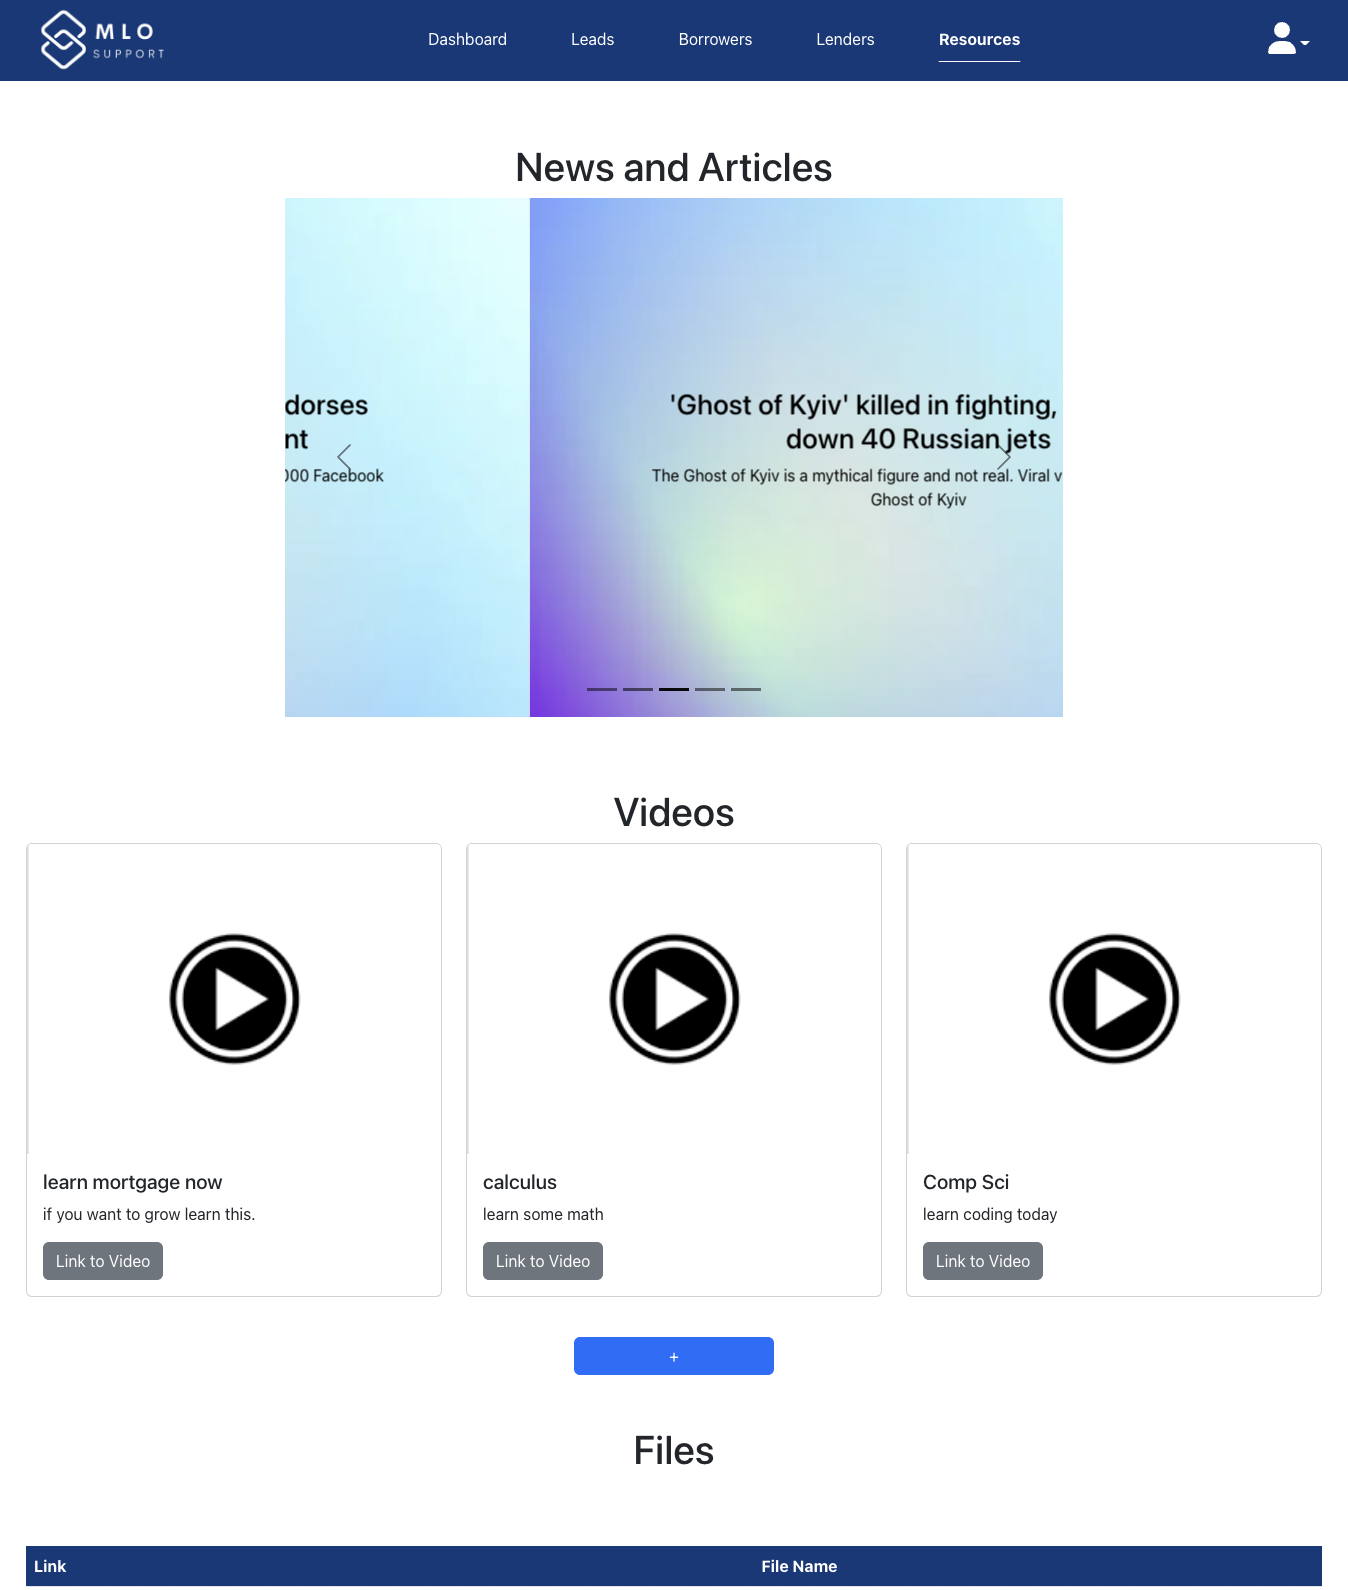 MLO
SUPPORT
Dashboard Leads Borrowers Lenders Resources
News and Articles
dorses
nt
000 Facebook
'Ghost of Kyiv' killed in fighting,
down 40 Russian jets
The Ghost of Kyiv is a mythical figure and not real. Viral v
Ghost of Kyiv
Videos
learn mortgage now
if you want to grow learn this.
Link to Video
calculus
learn some math
Link to Video
Comp Sci
learn coding today
Link to Video
+
Files
Link File Name